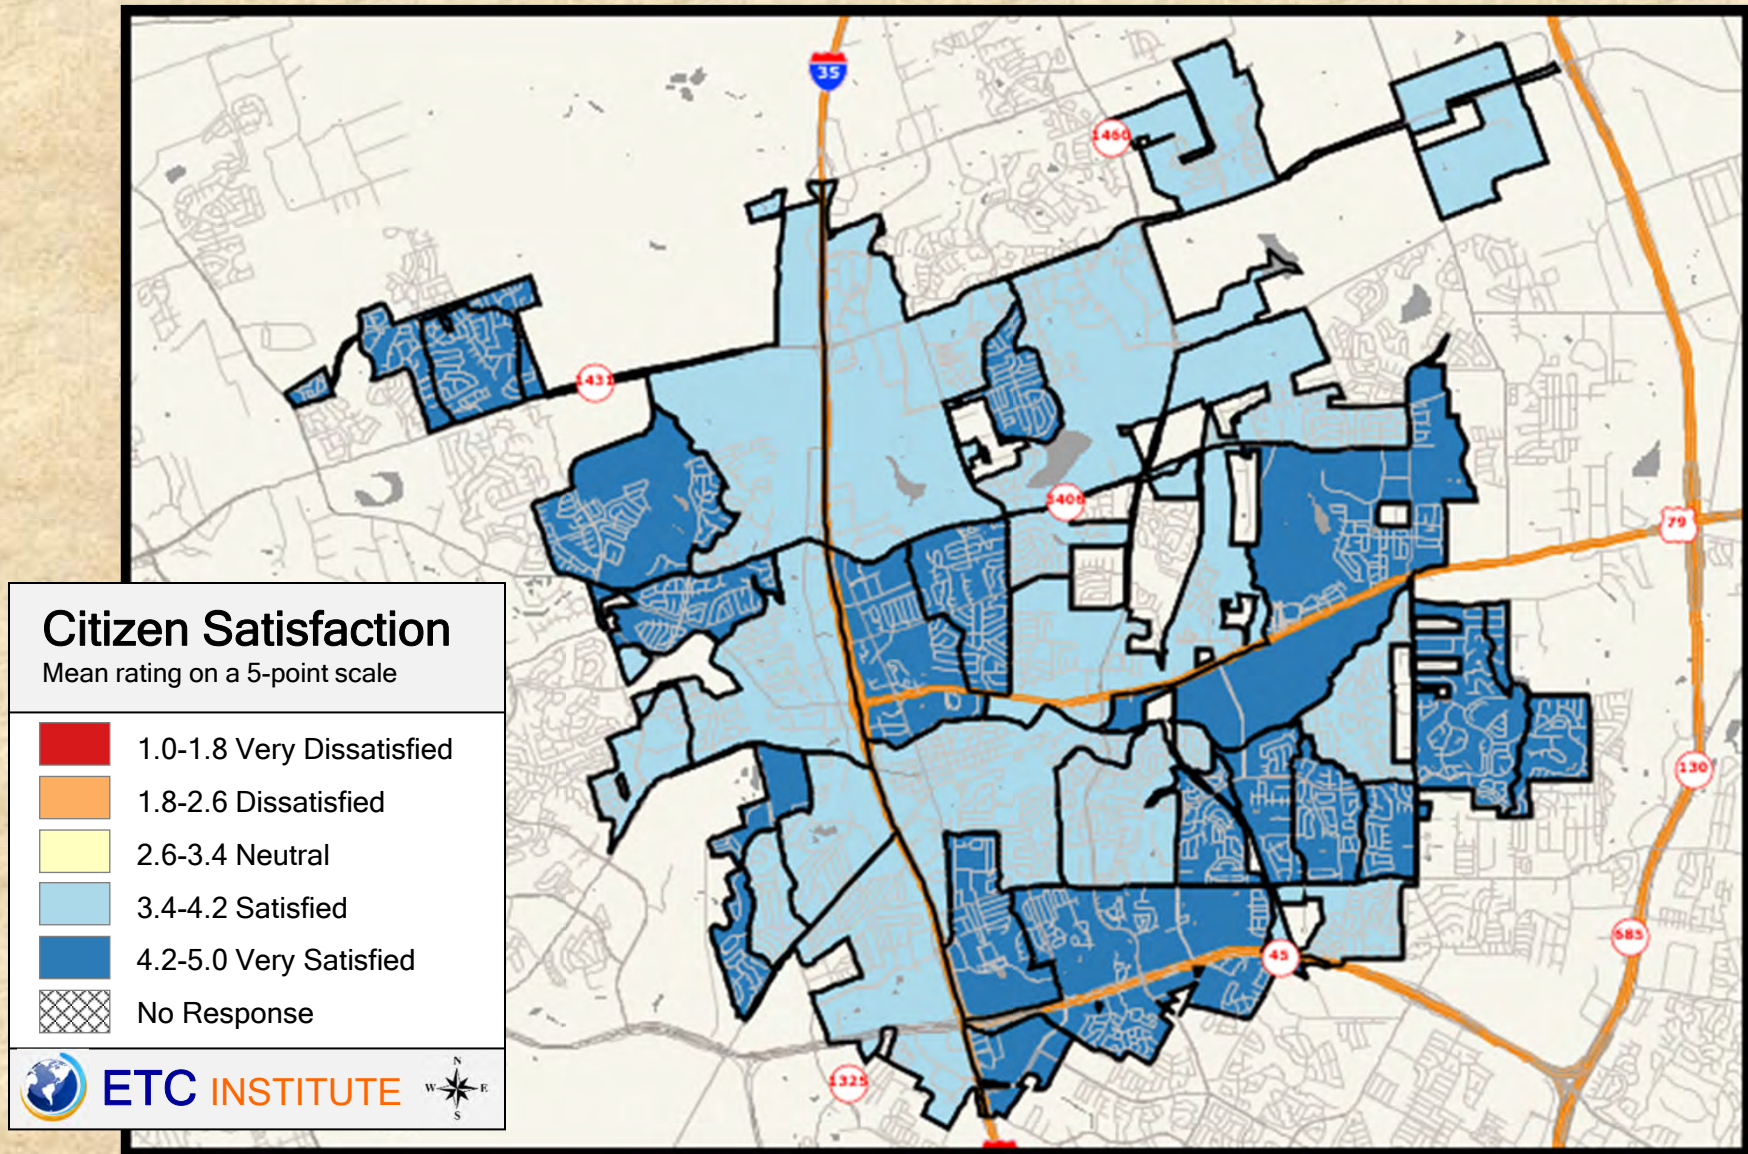 35
1460
1431
3406
79
Citizen Satisfaction
Mean rating on a 5-point scale
1.0-1.8 Very Dissatisfied
1.8-2.6 Dissatisfied
2.6-3.4 Neutral
3.4-4.2 Satisfied
4.2-5.0 Very Satisfied
No Response
130
685
45
1325
ETC INSTITUTE
N
W E
S